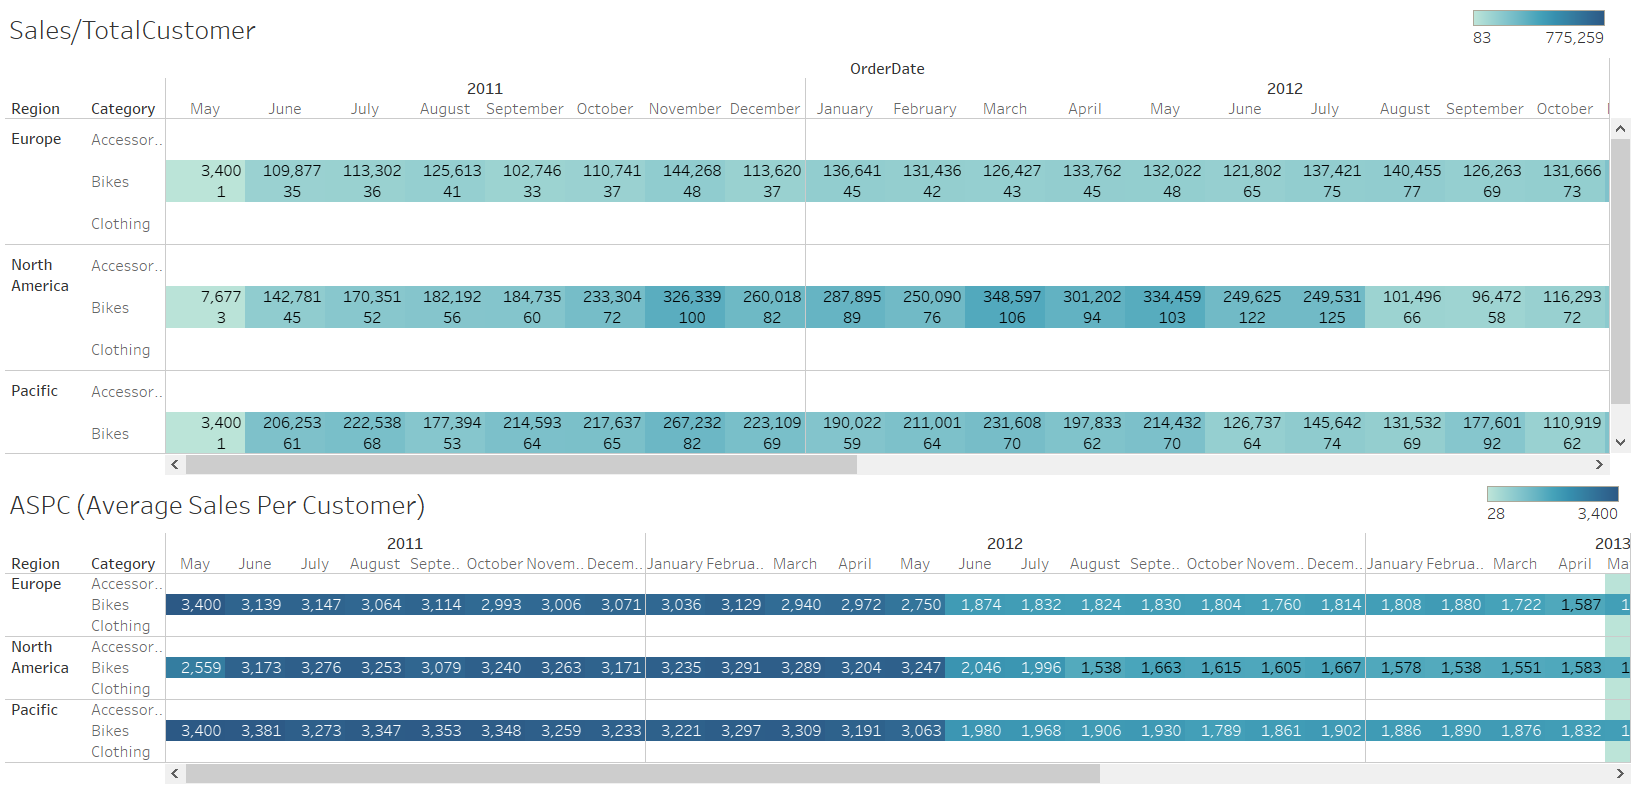 Sales/TotalCustomer
83 775,259
OrderDate
2011 2012
Region Category May June July August September October November December January February March April May June July August September October
Europe Accessor..
3,400 109,877 113,302 125,613 102,746 110,741 144,268 113,620 136,641 131,436 126,427 133,762 132,022 121,802 137,421 140,455 126,263 131,666
Bikes
1 35 36 41 33 37 48 37 45 42 43 45 48 65 75 77 69 73
Clothing
North Accessor..
America
7,677 142,781 170,351 182,192 184,735 233,304 326,339 260,018 287,895 250,090 348,597 301,202 334,459 249,625 249,531 101,496 96,472 116,293
Bikes
3 45 52 56 60 72 100 82 89 76 106 94 103 122 125 66 58 72
Clothing
Pacific Accessor..
3,400 206,253 222,538 177,394 214,593 217,637 267,232 223,109 190,022 211,001 231,608 197,833 214,432 126,737 145,642 131,532 177,601 110,919
Bikes
1 61 68 53 64 65 82 69 59 64 70 62 70 64 74 69 92 62
ASPC (Average Sales Per Customer)
28 3,400
2011 2012 2013
Region Category May June July August Septe.. October Novem.. Decem.. January Februa.. March April May June July August Septe.. October Novem.. Decem.. January Februa.. March April Ma
Europe Accessor..
Bikes 3,400 3,139 3,147 3,064 3,114 2,993 3,006 3,071 3,036 3,129 2,940 2,972 2,750 1,874 1,832 1,824 1,830 1,804 1,760 1,814 1,808 1,880 1,722 1,587 1
Clothing
North Accessor..
America Bikes 2,559 3,173 3,276 3,253 3,079 3,240 3,263 3,171 3,235 3,291 3,289 3,204 3,247 2,046 1,996 1,538 1,663 1,615 1,605 1,667 1,578 1,538 1,551 1,583 1
Clothing
Pacific Accessor..
Bikes 3,400 3,381 3,273 3,347 3,353 3,348 3,259 3,233 3,221 3,297 3,309 3,191 3,063 1,980 1,968 1,906 1,930 1,789 1,861 1,902 1,886 1,890 1,876 1,832 1
Clothing